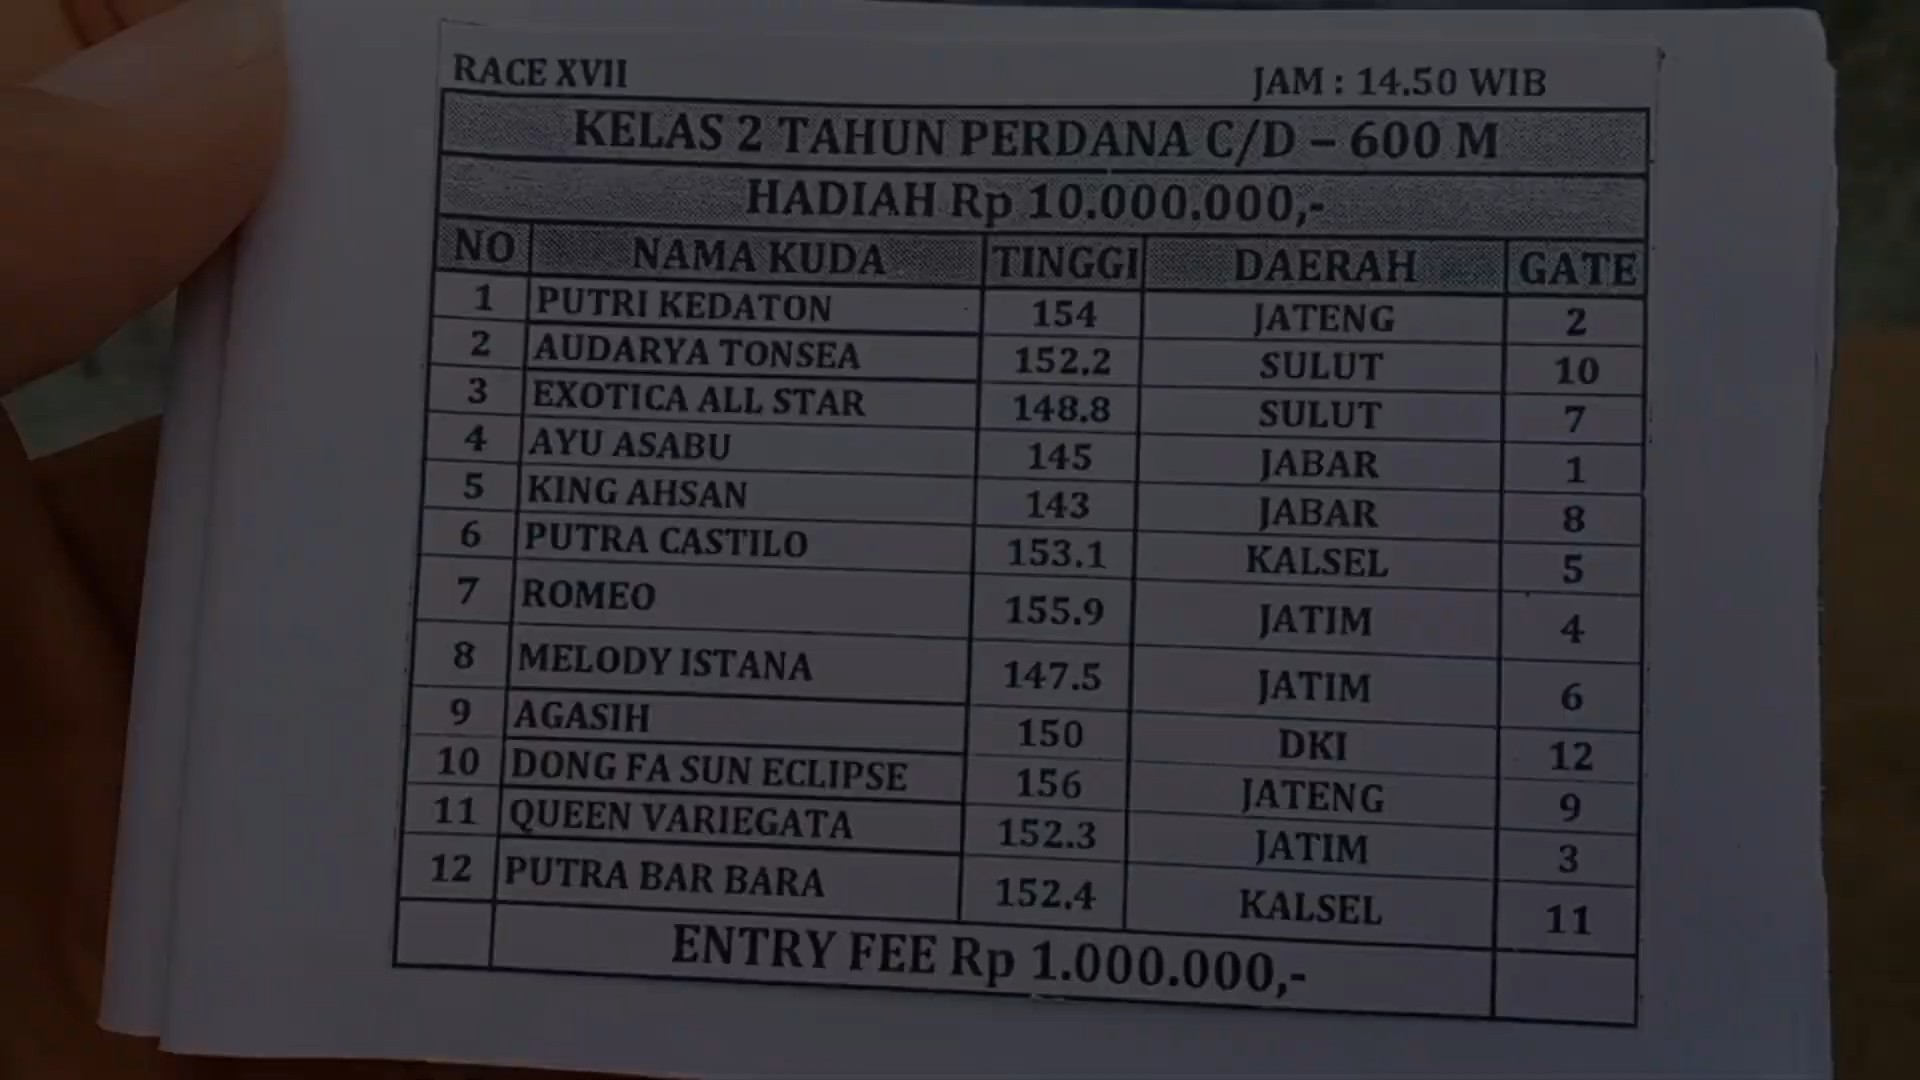 RACE XVII JAM : 14.50 WIB
KELAS 2 TAHUN PERDANA C/D – 600 M
HADIAH Rp 10.000.000,-
NO NAMA KUDA TINGGI DAERAH GATE
1 PUTRI KEDATON 154 JATENG 2
2 AUDARYA TONSEA 152.2 SULUT 10
3 EXOTICA ALL STAR 148.8 SULUT 7
4 AYU ASABU 145 JABAR 1
5 KING AHSAN 143 JABAR 8
6 PUTRA CASTILO 153.1 KALSEL 5
7 ROMEO 155.9 JATIM 4
8 MELODY ISTANA 147.5 JATIM 6
9 AGASIH 150 DKI 12
10 DONG FA SUN ECLIPSE 156 JATENG 9
11 QUEEN VARIEGATA 152.3 JATIM 3
12 PUTRA BAR BARA 152.4 KALSEL 11
ENTRY FEE Rp 1.000.000,-